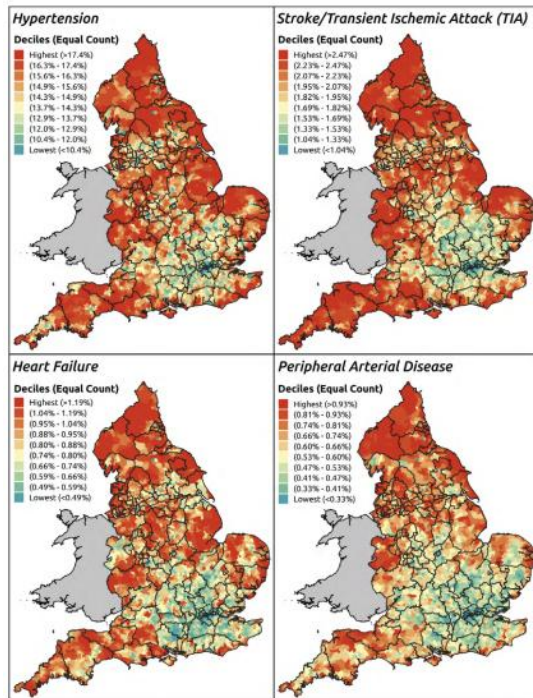 Hypertension
Deciles (Equal Count)
Highest (>17.4%)
(16.3% - 17.4%)
(15.6% - 16.3%)
(14.9% - 15.6%)
(14.3% - 14.9%)
(13.7% - 14.3%)
(12.9% - 13.7%)
(12.0% - 12.9%)
(10.4% - 12.0%)
Lowest (<10.4%)
Stroke/Transient Ischemic Attack (TIA)
Deciles (Equal Count)
Highest (>2.47%)
(2.23% - 2.47%)
(2.07% - 2.23%)
(1.95% - 2.07%)
(1.82% - 1.95%)
(1.69% - 1.82%)
(1.53% - 1.69%)
(1.33% - 1.53%)
(1.04% - 1.33%)
Lowest (<1.04%)
Heart Failure
Deciles (Equal Count)
Highest (>1.19%)
(1.04% - 1.19%)
(0.95% - 1.04%)
(0.88% - 0.95%)
(0.80% - 0.88%)
(0.74% - 0.80%)
(0.66% - 0.74%)
(0.59% - 0.66%)
(0.49% - 0.59%)
Lowest (<0.49%)
Peripheral Arterial Disease
Deciles (Equal Count)
Highest (>0.93%)
(0.81% - 0.93%)
(0.74% - 0.81%)
(0.66% - 0.74%)
(0.60% - 0.66%)
(0.53% - 0.60%)
(0.47% - 0.53%)
(0.41% - 0.47%)
(0.33% - 0.41%)
Lowest (<0.33%)